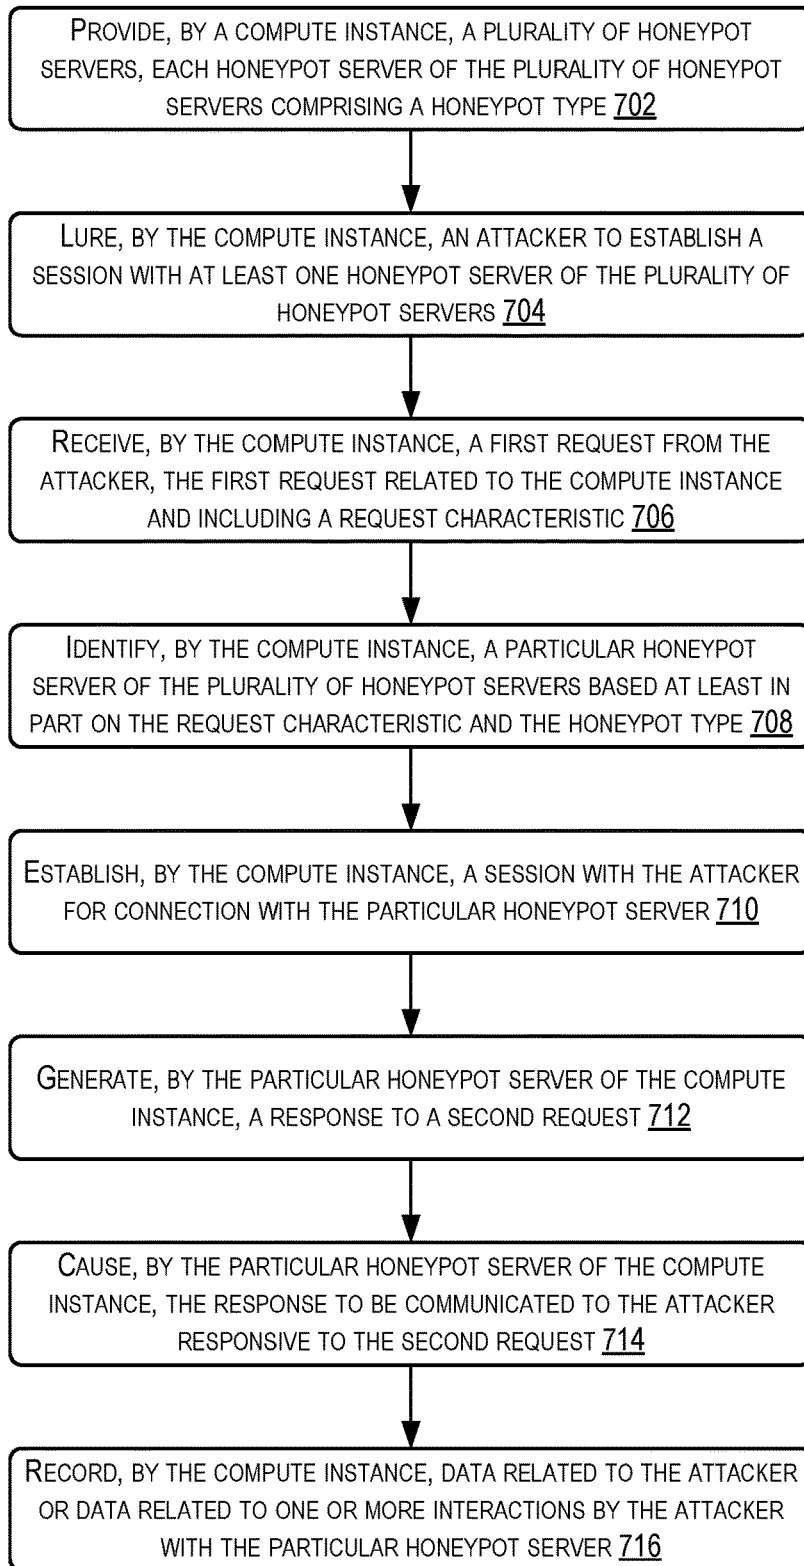 PROVIDE, BY A COMPUTE INSTANCE, A PLURALITY OF HONEYPOT
SERVERS, EACH HONEYPOT SERVER OF THE PLURALITY OF HONEYPOT
SERVERS COMPRISING A HONEYPOT TYPE 702
LURE, BY THE COMPUTE INSTANCE, AN ATTACKER TO ESTABLISH A
SESSION WITH AT LEAST ONE HONEYPOT SERVER OF THE PLURALITY OF
HONEYPOT SERVERS 704
RECEIVE, BY THE COMPUTE INSTANCE, A FIRST REQUEST FROM THE
ATTACKER, THE FIRST REQUEST RELATED TO THE COMPUTE INSTANCE
AND INCLUDING A REQUEST CHARACTERISTIC 706
IDENTIFY, BY THE COMPUTE INSTANCE, A PARTICULAR HONEYPOT
SERVER OF THE PLURALITY OF HONEYPOT SERVERS BASED AT LEAST IN
PART ON THE REQUEST CHARACTERISTIC AND THE HONEYPOT TYPE 708
ESTABLISH, BY THE COMPUTE INSTANCE, A SESSION WITH THE ATTACKER
FOR CONNECTION WITH THE PARTICULAR HONEYPOT SERVER 710
GENERATE, BY THE PARTICULAR HONEYPOT SERVER OF THE COMPUTE
INSTANCE, A RESPONSE TO A SECOND REQUEST 712
CAUSE, BY THE PARTICULAR HONEYPOT SERVER OF THE COMPUTE
INSTANCE, THE RESPONSE TO BE COMMUNICATED TO THE ATTACKER
RESPONSIVE TO THE SECOND REQUEST 714
RECORD, BY THE COMPUTE INSTANCE, DATA RELATED TO THE ATTACKER
OR DATA RELATED TO ONE OR MORE INTERACTIONS BY THE ATTACKER
WITH THE PARTICULAR HONEYPOT SERVER 716